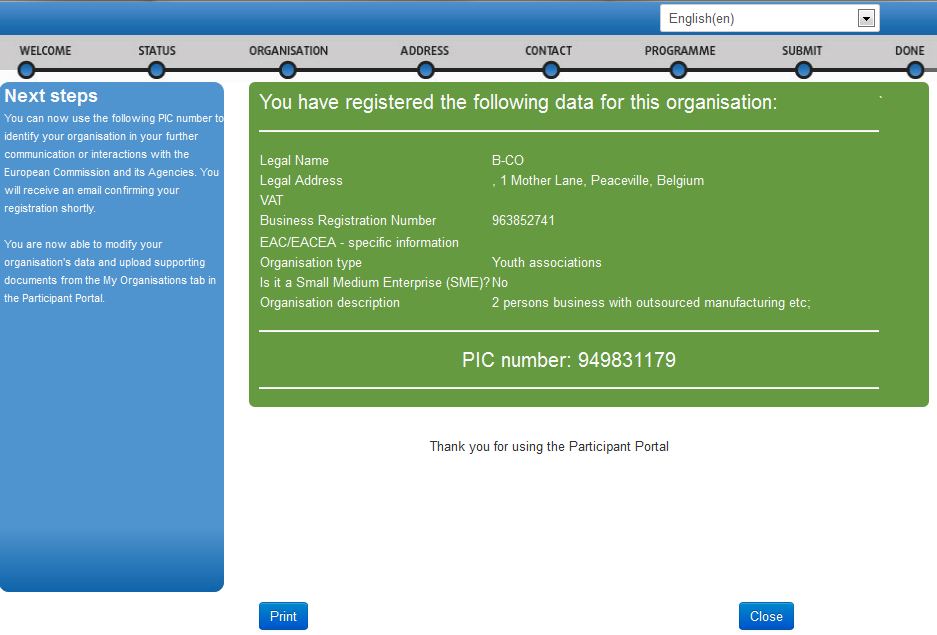 English(en)
WELCOME STATUS ORGANISATION ADDRESS CONTACT PROGRAMME SUBMIT DONE
Next steps
You can now use the following PIC number to
identify your organisation in your further
communication or interactions with the
European Commission and its Agencies. You
will receive an email confirming your
registration shortly.
You are now able to modify your
organisation's data and upload supporting
documents from the My Organisations tab in
the Participant Portal.
You have registered the following data for this organisation:
Legal Name B-CO
Legal Address , 1 Mother Lane, Peaceville, Belgium
VAT
Business Registration Number 963852741
EAC/EACEA - specific information
Organisation type Youth associations
Is it a Small Medium Enterprise (SME)? No
Organisation description 2 persons business with outsourced manufacturing etc;
PIC number: 949831179
Thank you for using the Participant Portal
Print Close